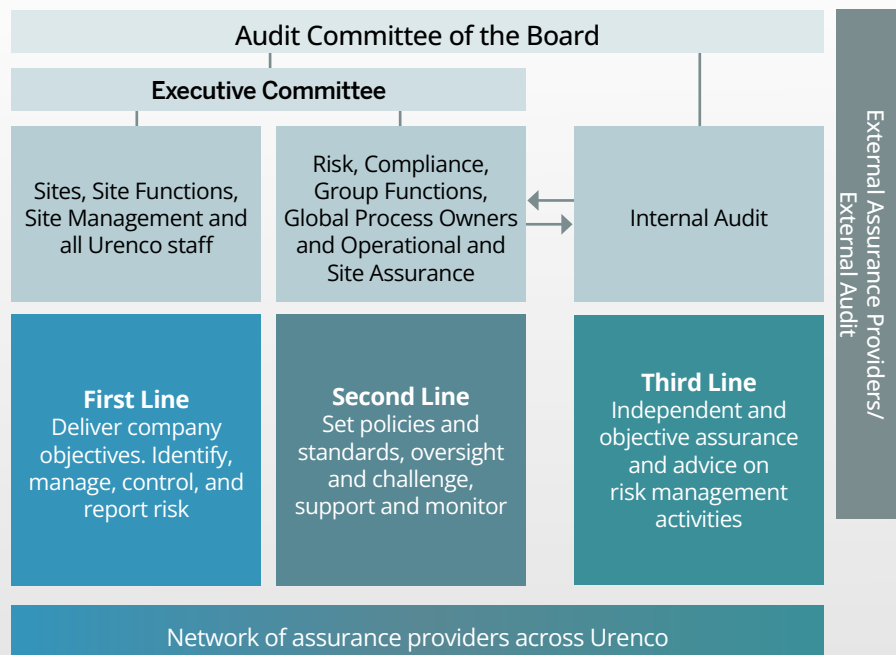 Audit Committee of the Board
Executive Committee
Sites, Site Functions,
Site Management and
all Urenco staff
Risk, Compliance,
Group Functions,
Global Process Owners
and Operational and
Site Assurance
Internal Audit
First Line
Deliver company
objectives. Identify,
manage, control, and
report risk
Second Line
Set policies and
standards, oversight
and challenge,
support and monitor
Third Line
Independent and
objective assurance
and advice on
risk management
activities
Network of assurance providers across Urenco
External Assurance Providers/
External Audit